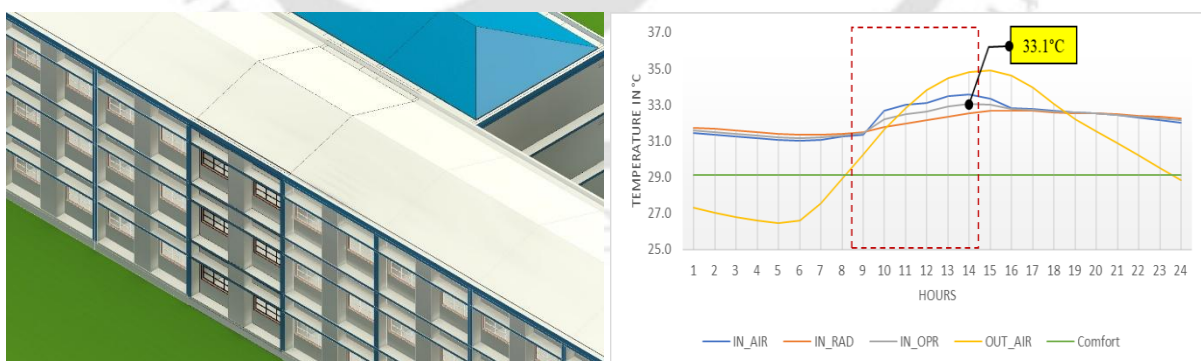 37.0
35.0
33.0
31.0
29.0
27.0
25.0
TEMPERATURE IN °C
33.1°C
1 2 3 4 5 6 7 8 9 10 11 12 13 14 15 16 17 18 19 20 21 22 23 24
HOURS
IN_AIR IN_RAD IN_OPR OUT_AIR Comfort